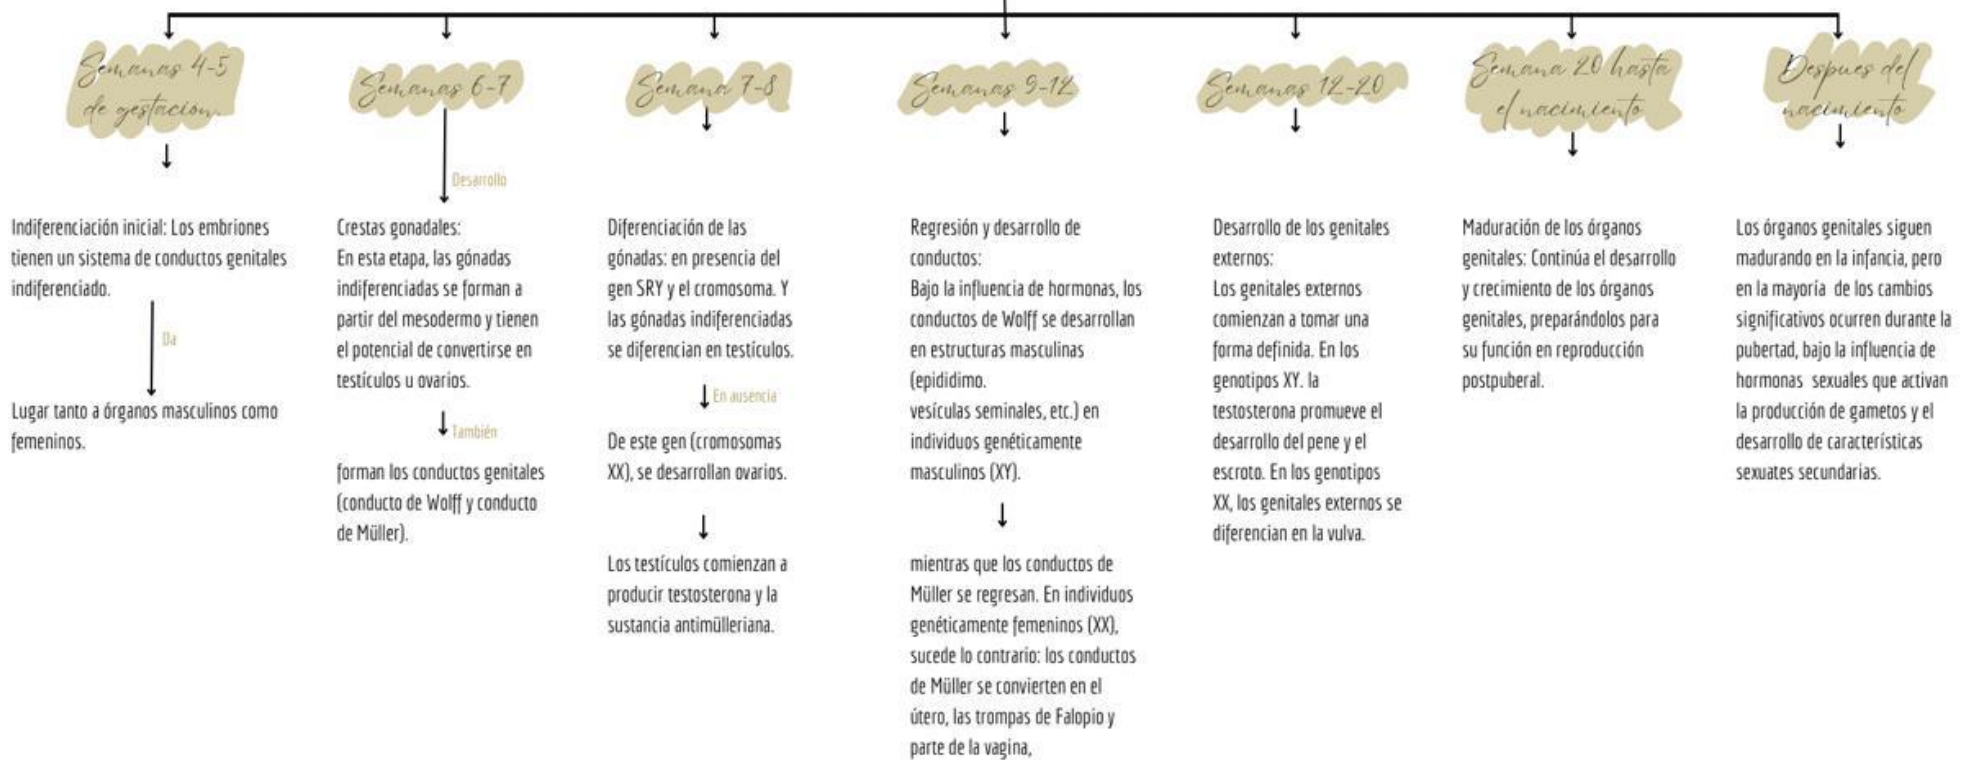 Semanas 4-5
de gestación.
Indiferenciación inicial: Los embriones
tienen un sistema de conductos genitales
indiferenciado.
Da
Lugar tanto a órganos masculinos como
femeninos.
Semanas 6-7
Desarrollo
Crestas gonadales:
En esta etapa, las gónadas
indiferenciadas se forman a
partir del mesodermo y tienen
el potencial de convertirse en
testículos u ovarios.
También
forman los conductos genitales
(conducto de Wolff y conducto
de Müller).
Semana 7-8
Diferenciación de las
gónadas: en presencia del
gen SRY y el cromosoma. Y
las gónadas indiferenciadas
se diferencian en testículos.
En ausencia
De este gen (cromosomas
XX), se desarrollan ovarios.
Los testículos comienzan a
producir testosterona y la
sustancia antimülleriana.
Semanas 9-12
Regresión y desarrollo de
conductos:
Bajo la influencia de hormonas, los
conductos de Wolff se desarrollan
en estructuras masculinas
(epidídimo.
vesículas seminales, etc.) en
individuos genéticamente
masculinos (XY).
mientras que los conductos de
Müller se regresan. En individuos
genéticamente femeninos (XX),
sucede lo contrario: los conductos
de Müller se convierten en el
útero, las trompas de Falopio y
parte de la vagina,
Semanas 12-20
Desarrollo de los genitales
externos:
Los genitales externos
comienzan a tomar una
forma definida. En los
genotipos XY. la
testosterona promueve el
desarrollo del pene y el
escroto. En los genotipos
XX, los genitales externos se
diferencian en la vulva.
Semana 20 hasta
el nacimiento
Maduración de los órganos
genitales: Continúa el desarrollo
y crecimiento de los órganos
genitales, preparándolos para
su función en reproducción
postpuberal.
Despues del
nacimiento
Los órganos genitales siguen
madurando en la infancia, pero
en la mayoría de los cambios
significativos ocurren durante la
pubertad, bajo la influencia de
hormonas sexuales que activan
la producción de gametos y el
desarrollo de características
sexuates secundarias.